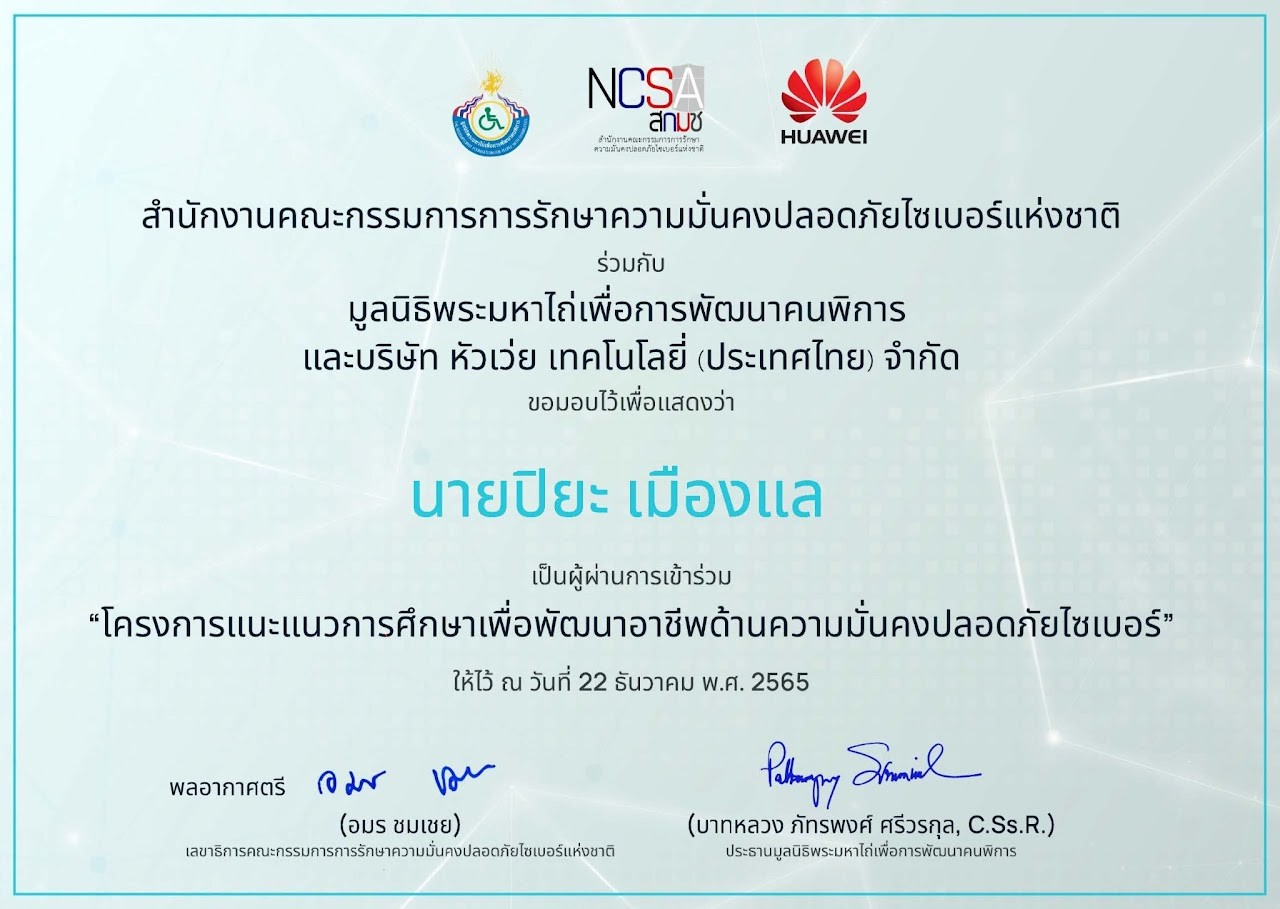 NCSA
สกมช
สำนักงานคณะกรรมการการรักษา
ความมั่นคงปลอดภัยไซเบอร์แห่งชาติ
HUAWEI
สำนักงานคณะกรรมการการรักษาความมั่นคงปลอดภัยไซเบอร์แห่งชาติ
ร่วมกับ
มูลนิธิพระมหาไถ่เพื่อการพัฒนาคนพิการ
และบริษัท หัวเว่ย เทคโนโลยี่ (ประเทศไทย) จำกัด
ขอมอบไว้เพื่อแสดงว่า
นายปิยะ เมืองแล
เป็นผู้ผ่านการเข้าร่วม
“โครงการแนะแนวการศึกษาเพื่อพัฒนาอาชีพด้านความมั่นคงปลอดภัยไซเบอร์”
ให้ไว้ ณ วันที่ 22 ธันวาคม พ.ศ. 2565
พลอากาศตรี
(อมร ชมเชย)
เลขาธิการคณะกรรมการการรักษาความมั่นคงปลอดภัยไซเบอร์แห่งชาติ
(บาทหลวง ภัทรพงศ์ ศรีวรกุล, C.Ss.R.)
ประธานมูลนิธิพระมหาไถ่เพื่อการพัฒนาคนพิการ